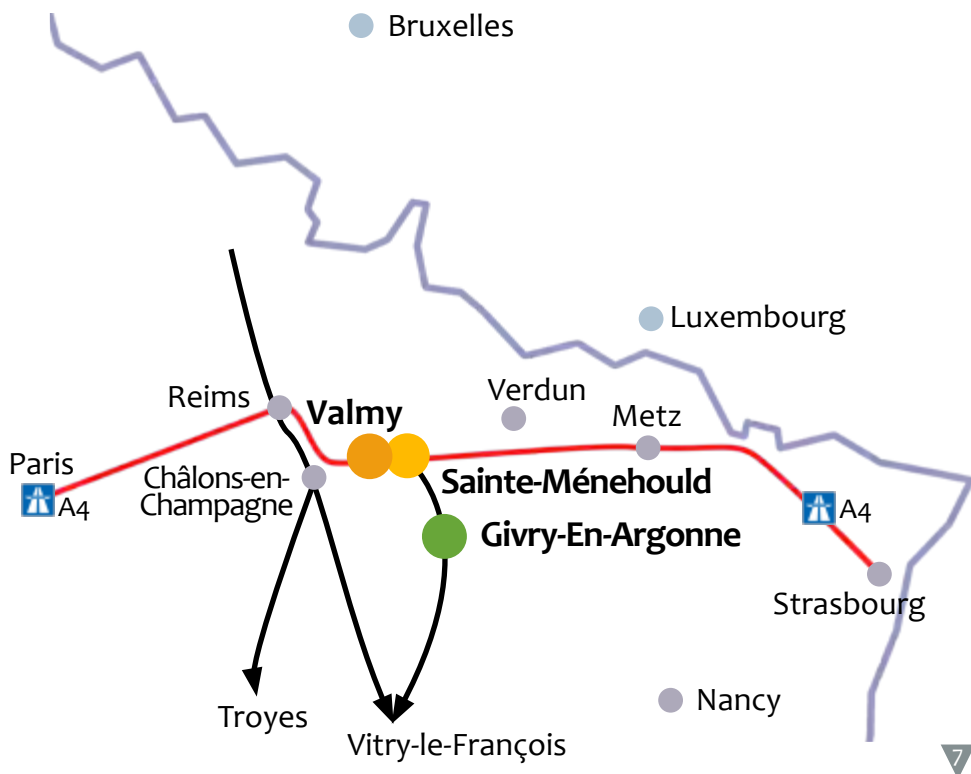 Bruxelles
Luxembourg
Verdun
Reims
Valmy
Metz
Paris
A4
Châlons-en-
Champagne
Sainte-Ménehould
A4
Givry-En-Argonne
Strasbourg
Nancy
Troyes
Vitry-le-François
7